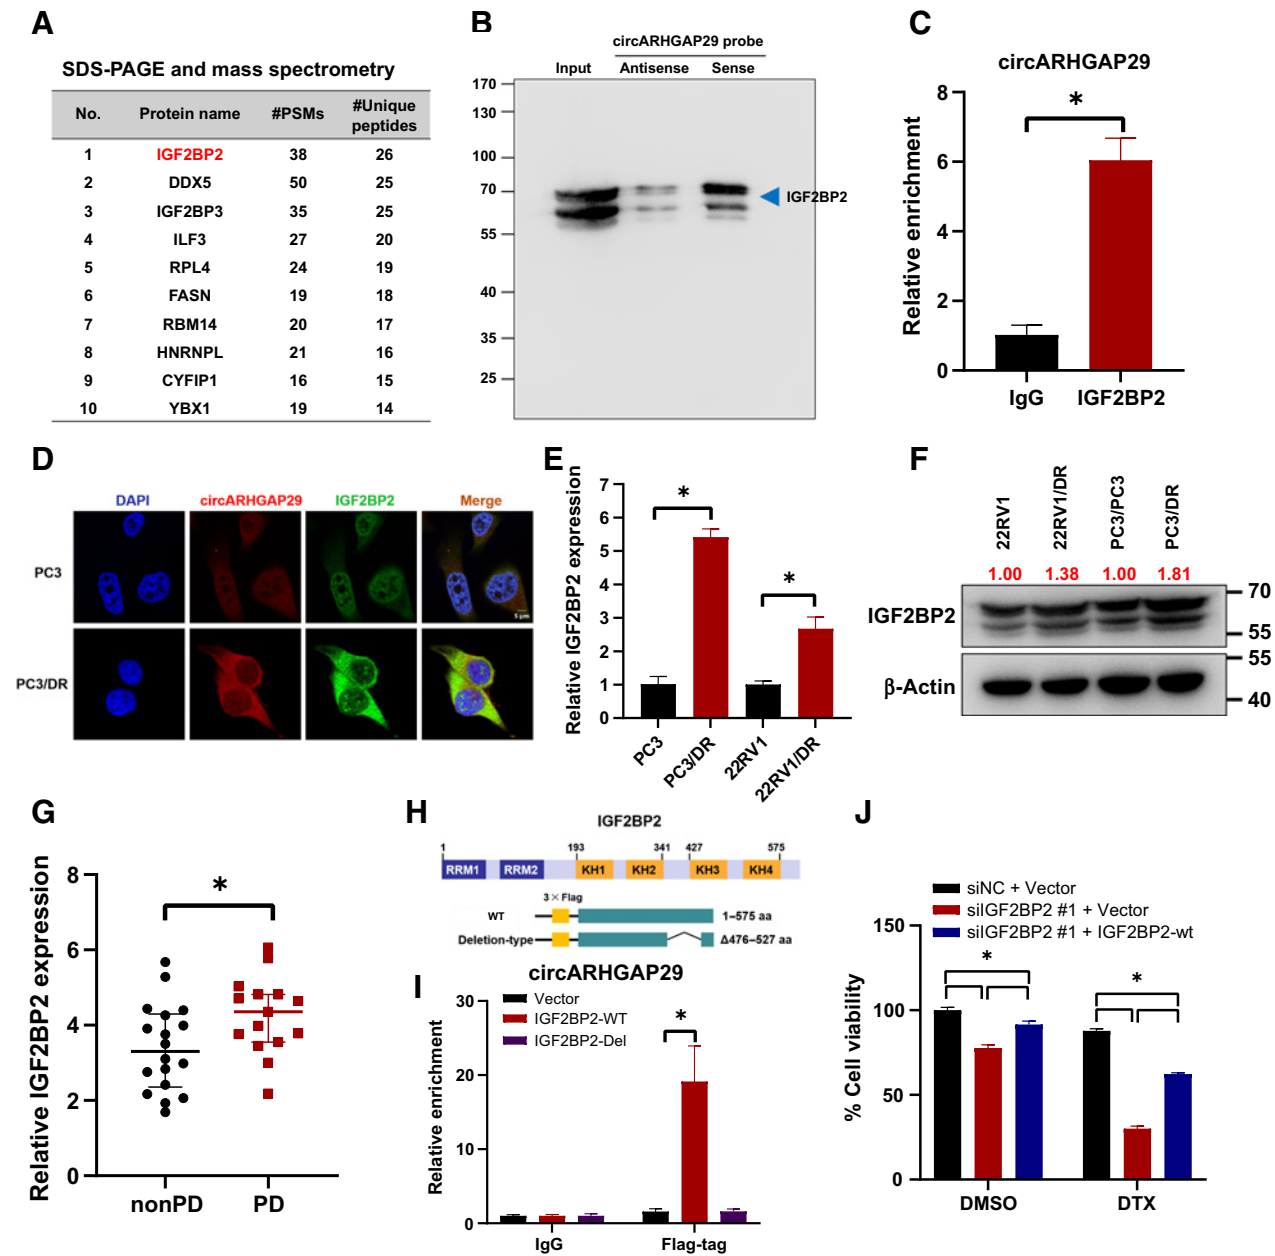 A
SDS-PAGE and mass spectrometry
No. Protein name #PSMs #Unique peptides
1 IGF2BP2 38 26
2 DDX5 50 25
3 IGF2BP3 35 25
4 ILF3 27 20
5 RPL4 24 19
6 FASN 19 18
7 RBM14 20 17
8 HNRNPL 21 16
9 CYFIP1 16 15
10 YBX1 19 14
B
circARHGAP29 probe
Input Antisense Sense
170
130
100
70
55
40
35
25
IGF2BP2
C
circARHGAP29
Relative enrichment
8
6
4
2
0
*
IgG IGF2BP2
D
DAPI circARHGAP29 IGF2BP2 Merge
PC3
5 μm
PC3/DR
E
Relative IGF2BP2 expression
7
6
5
4
3
2
1
0
* *
PC3 PC3/DR 22RV1 22RV1/DR
F
22RV1 22RV1/DR PC3/PC3 PC3/DR
1.00 1.38 1.00 1.81
IGF2BP2
70
55
β-Actin
55
40
G
Relative IGF2BP2 expression
8
6
4
2
0
*
nonPD PD
H
IGF2BP2
1 193 341 427 575
RRM1 RRM2 KH1 KH2 KH3 KH4
3×Flag
WT 1–575 aa
Deletion-type Δ476–527 aa
I
circARHGAP29
Vector
IGF2BP2-WT
IGF2BP2-Del
Relative enrichment
30
20
10
0
*
IgG Flag-tag
J
siNC + Vector
siIGF2BP2 #1 + Vector
siIGF2BP2 #1 + IGF2BP2-wt
% Cell viability
150
100
50
0
* *
DMSO DTX